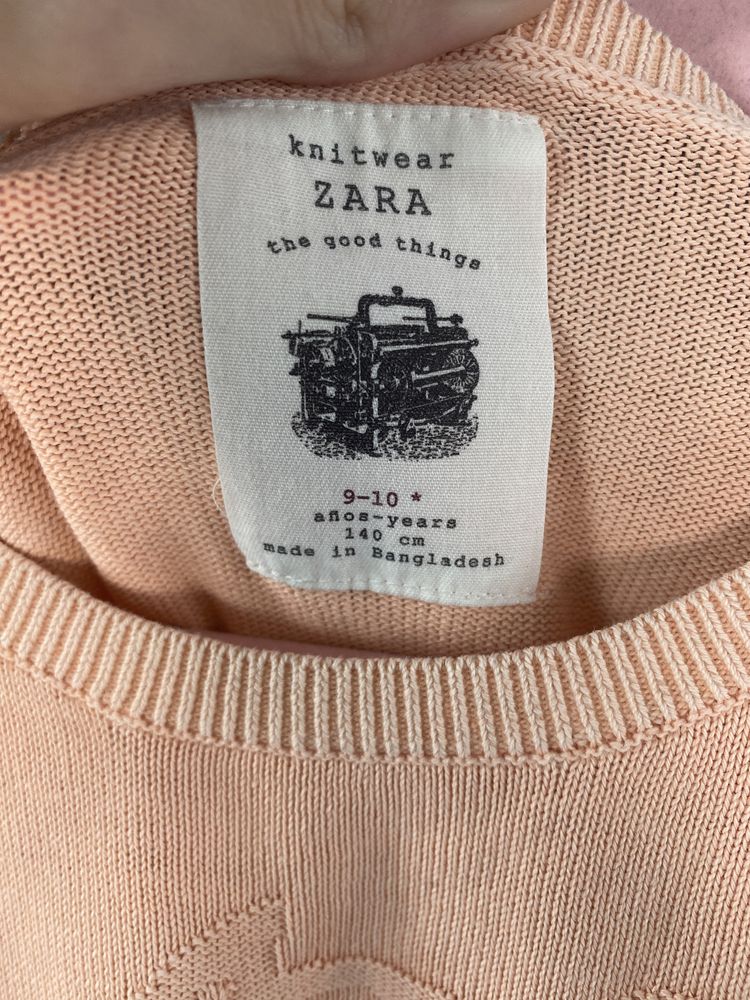 knitwear
ZARA
the good things
9-10 *
años-years
140 cm
made in Bangladesh